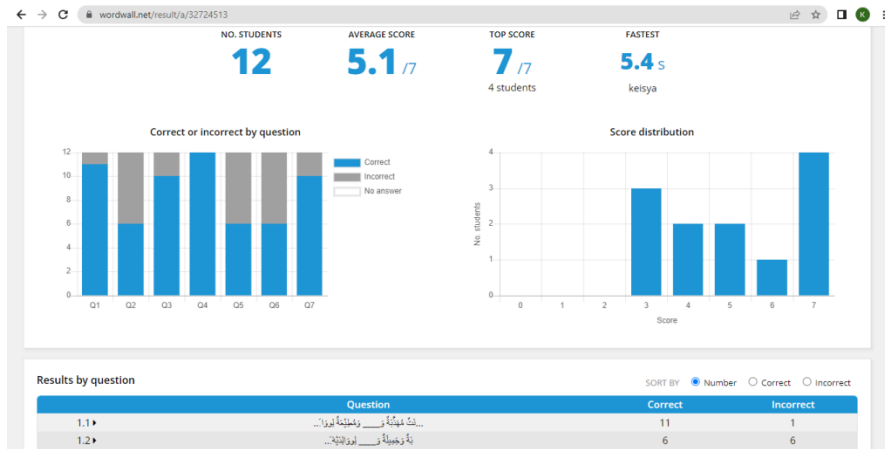 wordwall.net/result/a/32724513
K
NO. STUDENTS AVERAGE SCORE TOP SCORE FASTEST
12 5.1 /7 7 /7 5.4 s
4 students keisya
Correct or incorrect by question
12
10
8
6
4
2
0
Q1 Q2 Q3 Q4 Q5 Q6 Q7
Correct
Incorrect
No answer
Score distribution
No. students
4
3
2
1
0
0 1 2 3 4 5 6 7
Score
Results by question SORT BY Number Correct Incorrect
Question Correct Incorrect
1.1 11 1
1.2 6 6